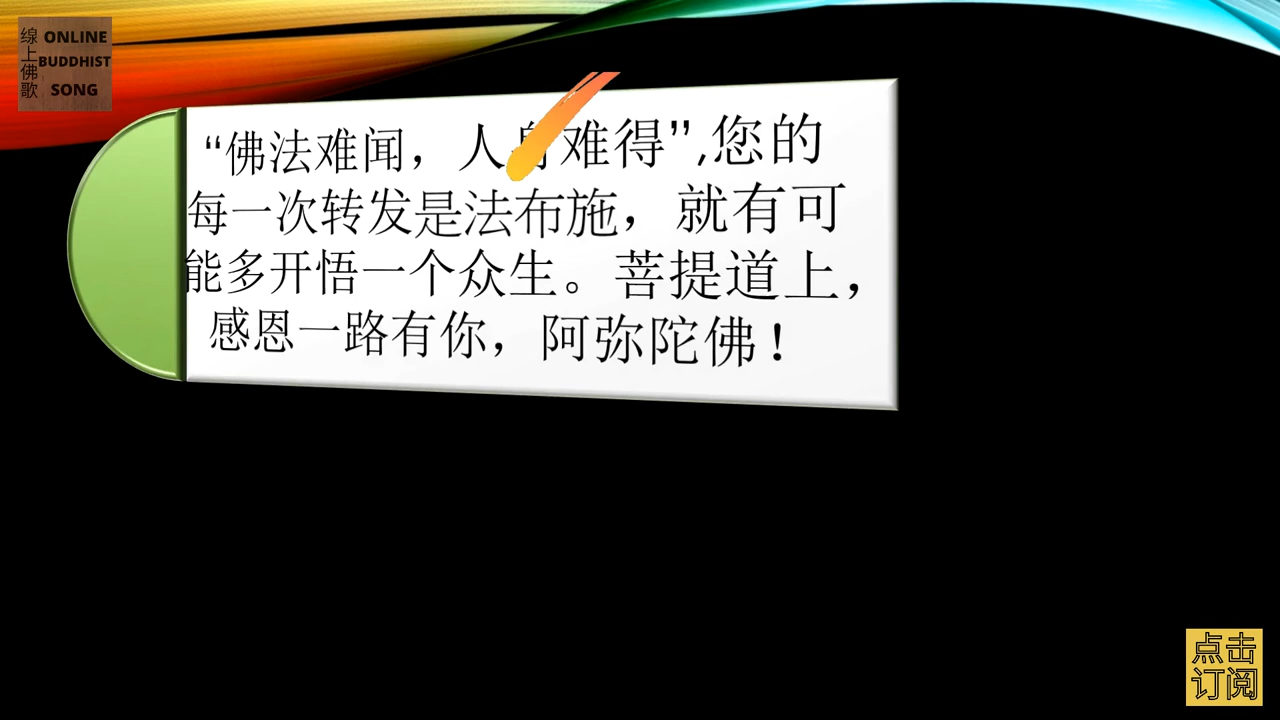 线上佛歌
ONLINE
BUDDHIST
SONG
“佛法难闻，人身难得”,您的
每一次转发是法布施，就有可
能多开悟一个众生。菩提道上，
感恩一路有你，阿弥陀佛！
点击
订阅